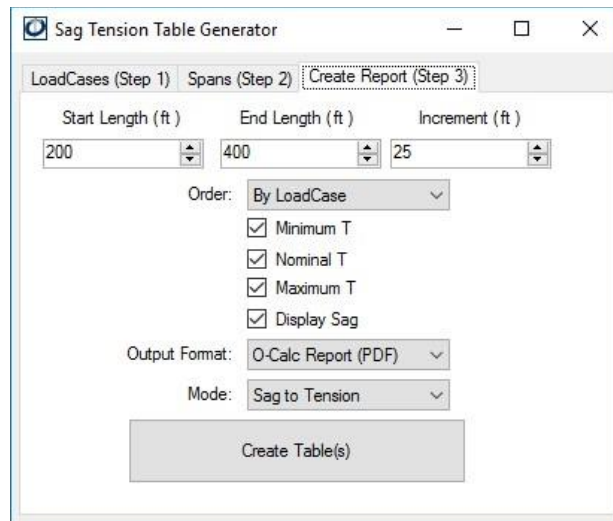 Sag Tension Table Generator
LoadCases (Step 1) Spans (Step 2) Create Report (Step 3)
Start Length (ft ) End Length (ft ) Increment (ft )
200 400 25
Order: By LoadCase
Minimum T
Nominal T
Maximum T
Display Sag
Output Format: O-Calc Report (PDF)
Mode: Sag to Tension
Create Table(s)